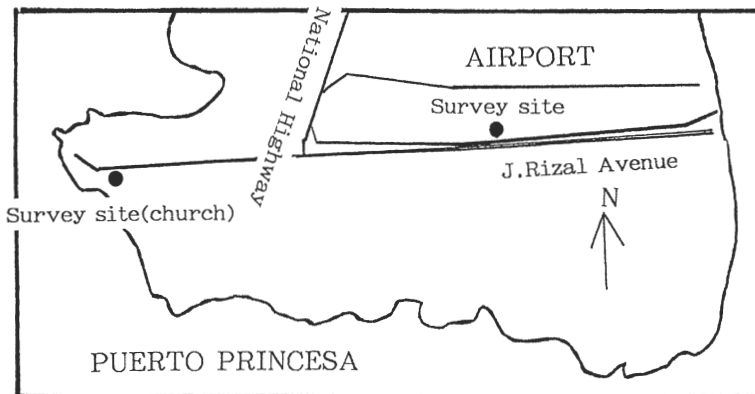 National Highway
AIRPORT
Survey site
J.Rizal Avenue
N
Survey site(church)
PUERTO PRINCESA